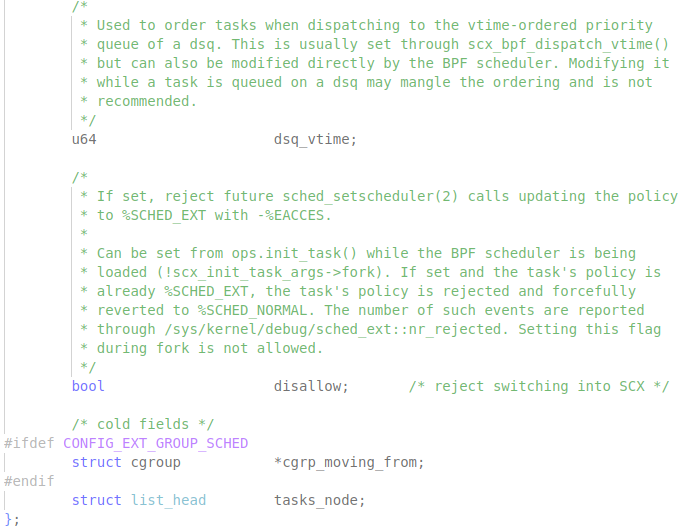 /*
 * Used to order tasks when dispatching to the vtime-ordered priority
 * queue of a dsq. This is usually set through scx_bpf_dispatch_vtime()
 * but can also be modified directly by the BPF scheduler. Modifying it
 * while a task is queued on a dsq may mangle the ordering and is not
 * recommended.
 */
u64 dsq_vtime;
/*
 * If set, reject future sched_setscheduler(2) calls updating the policy
 * to %SCHED_EXT with -%EACCES.
 *
 * Can be set from ops.init_task() while the BPF scheduler is being
 * loaded (!scx_init_task_args->fork). If set and the task's policy is
 * already %SCHED_EXT, the task's policy is rejected and forcefully
 * reverted to %SCHED_NORMAL. The number of such events are reported
 * through /sys/kernel/debug/sched_ext::nr_rejected. Setting this flag
 * during fork is not allowed.
 */
bool disallow; /* reject switching into SCX */
/* cold fields */
#ifdef CONFIG_EXT_GROUP_SCHED
struct cgroup *cgrp_moving_from;
#endif
struct list_head tasks_node;
};